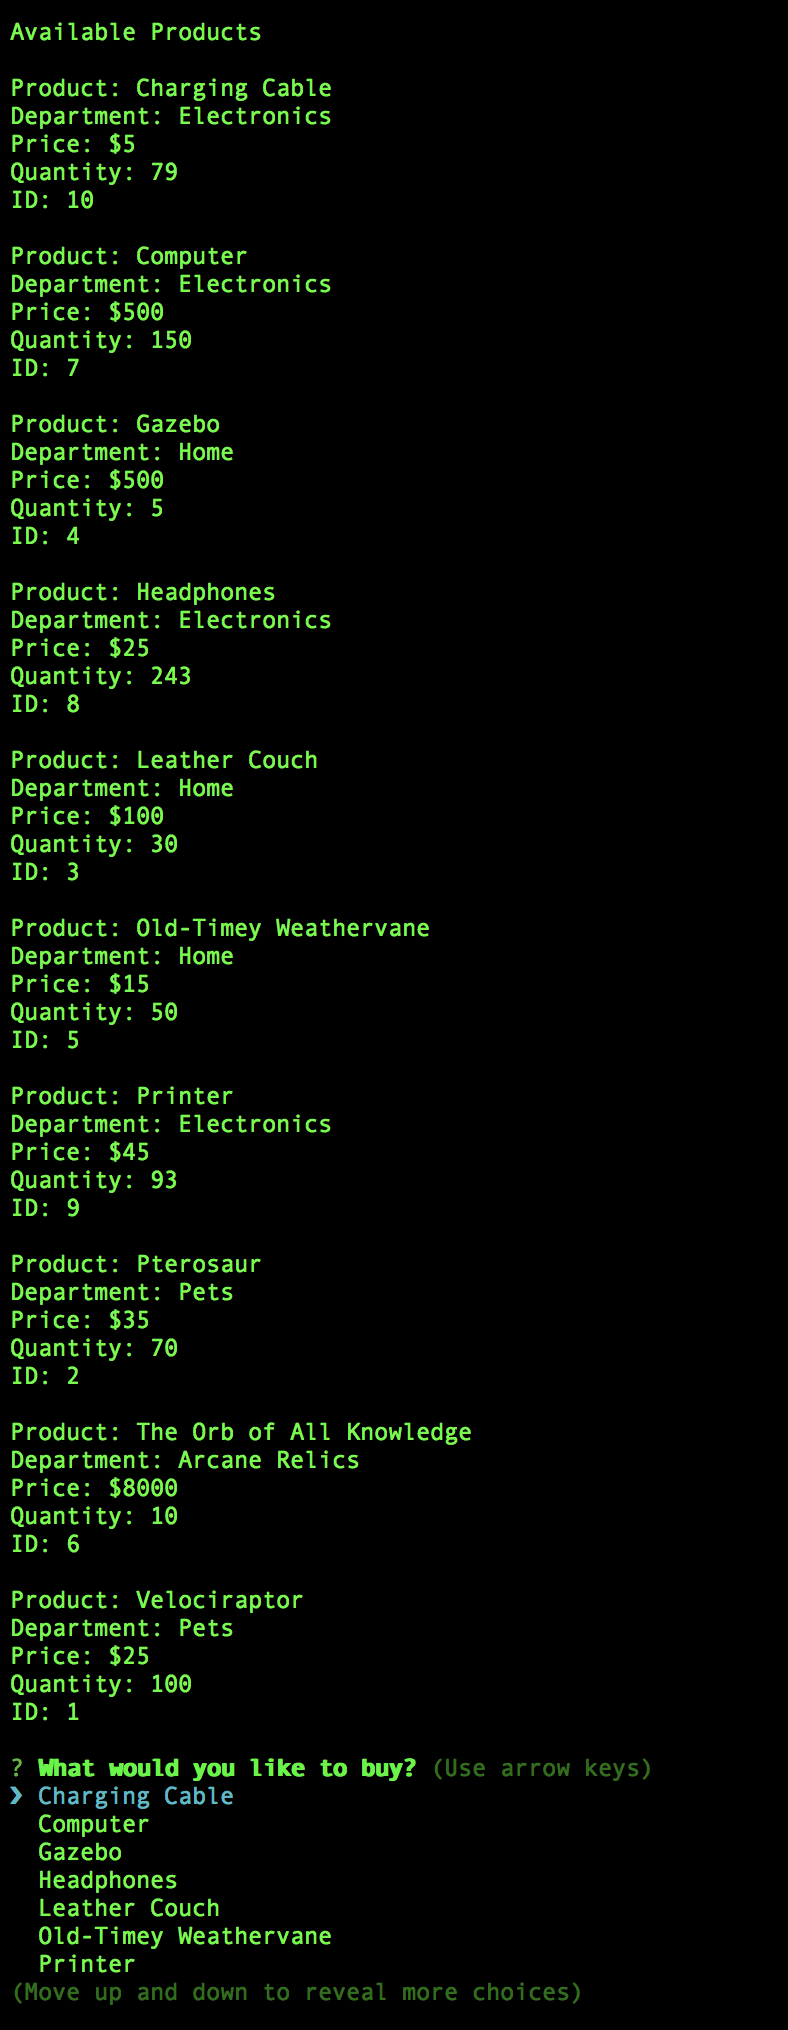 Available Products
Product: Charging Cable
Department: Electronics
Price: $5
Quantity: 79
ID: 10
Product: Computer
Department: Electronics
Price: $500
Quantity: 150
ID: 7
Product: Gazebo
Department: Home
Price: $500
Quantity: 5
ID: 4
Product: Headphones
Department: Electronics
Price: $25
Quantity: 243
ID: 8
Product: Leather Couch
Department: Home
Price: $100
Quantity: 30
ID: 3
Product: Old-Timey Weathervane
Department: Home
Price: $15
Quantity: 50
ID: 5
Product: Printer
Department: Electronics
Price: $45
Quantity: 93
ID: 9
Product: Pterosaur
Department: Pets
Price: $35
Quantity: 70
ID: 2
Product: The Orb of All Knowledge
Department: Arcane Relics
Price: $8000
Quantity: 10
ID: 6
Product: Velociraptor
Department: Pets
Price: $25
Quantity: 100
ID: 1
? What would you like to buy? (Use arrow keys)
❯ Charging Cable
Computer
Gazebo
Headphones
Leather Couch
Old-Timey Weathervane
Printer
(Move up and down to reveal more choices)